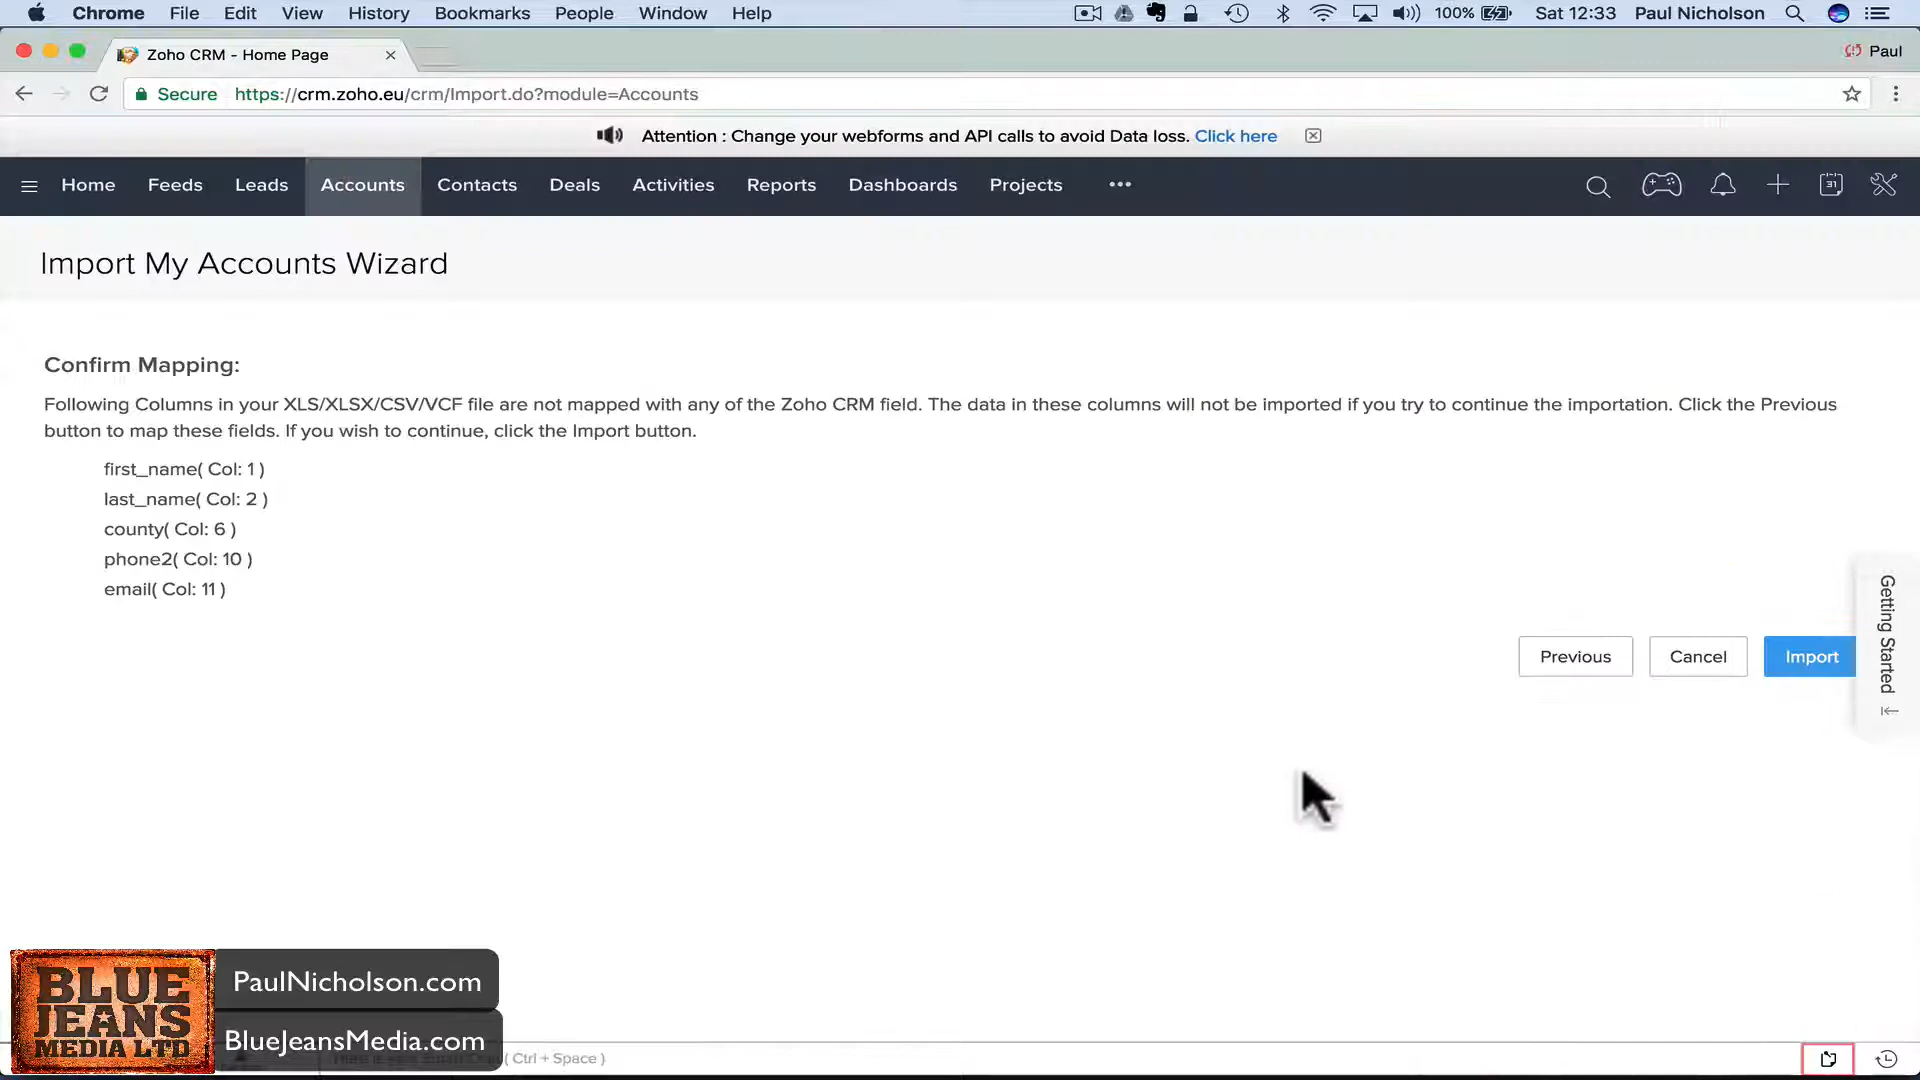 Chrome File Edit View History Bookmarks People Window Help 100% Sat 12:33 Paul Nicholson
Zoho CRM - Home Page Paul
Secure https://crm.zoho.eu/crm/Import.do?module=Accounts
Attention : Change your webforms and API calls to avoid Data loss. Click here
Home Feeds Leads Accounts Contacts Deals Activities Reports Dashboards Projects ••• 31
Import My Accounts Wizard
Confirm Mapping:
Following Columns in your XLS/XLSX/CSV/VCF file are not mapped with any of the Zoho CRM field. The data in these columns will not be imported if you try to continue the importation. Click the Previous
button to map these fields. If you wish to continue, click the Import button.
first_name( Col: 1 )
last_name( Col: 2 )
county( Col: 6 )
phone2( Col: 10 )
email( Col: 11 )
Getting Started
Previous Cancel Import
BLUE
JEANS
MEDIA LTD
PaulNicholson.com
BlueJeansMedia.com
( Ctrl + Space )